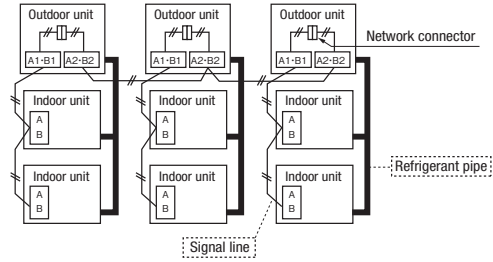 Outdoor unit Outdoor unit Outdoor unit
Network connector
A1·B1 A2·B2 A1·B1 A2·B2 A1·B1 A2·B2
Indoor unit Indoor unit Indoor unit
A A A
B B B
Refrigerant pipe
Indoor unit Indoor unit Indoor unit
A A A
B B B
Signal line